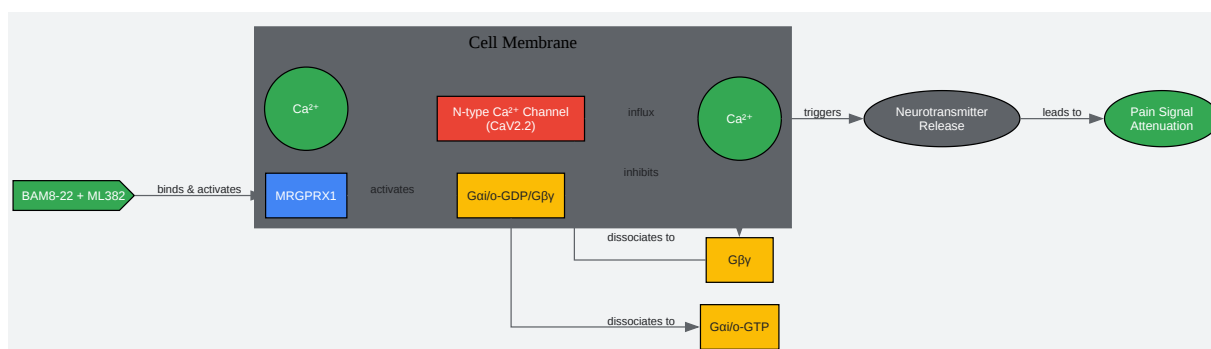 Cell Membrane
Ca²⁺
N-type Ca²⁺ Channel
(CaV2.2)
influx
Ca²⁺
triggers
Neurotransmitter
Release
leads to
Pain Signal
Attenuation
inhibits
BAM8-22 + ML382
binds & activates
MRGPRX1
activates
Gαi/o-GDP/Gβγ
dissociates to
Gβγ
dissociates to
Gαi/o-GTP